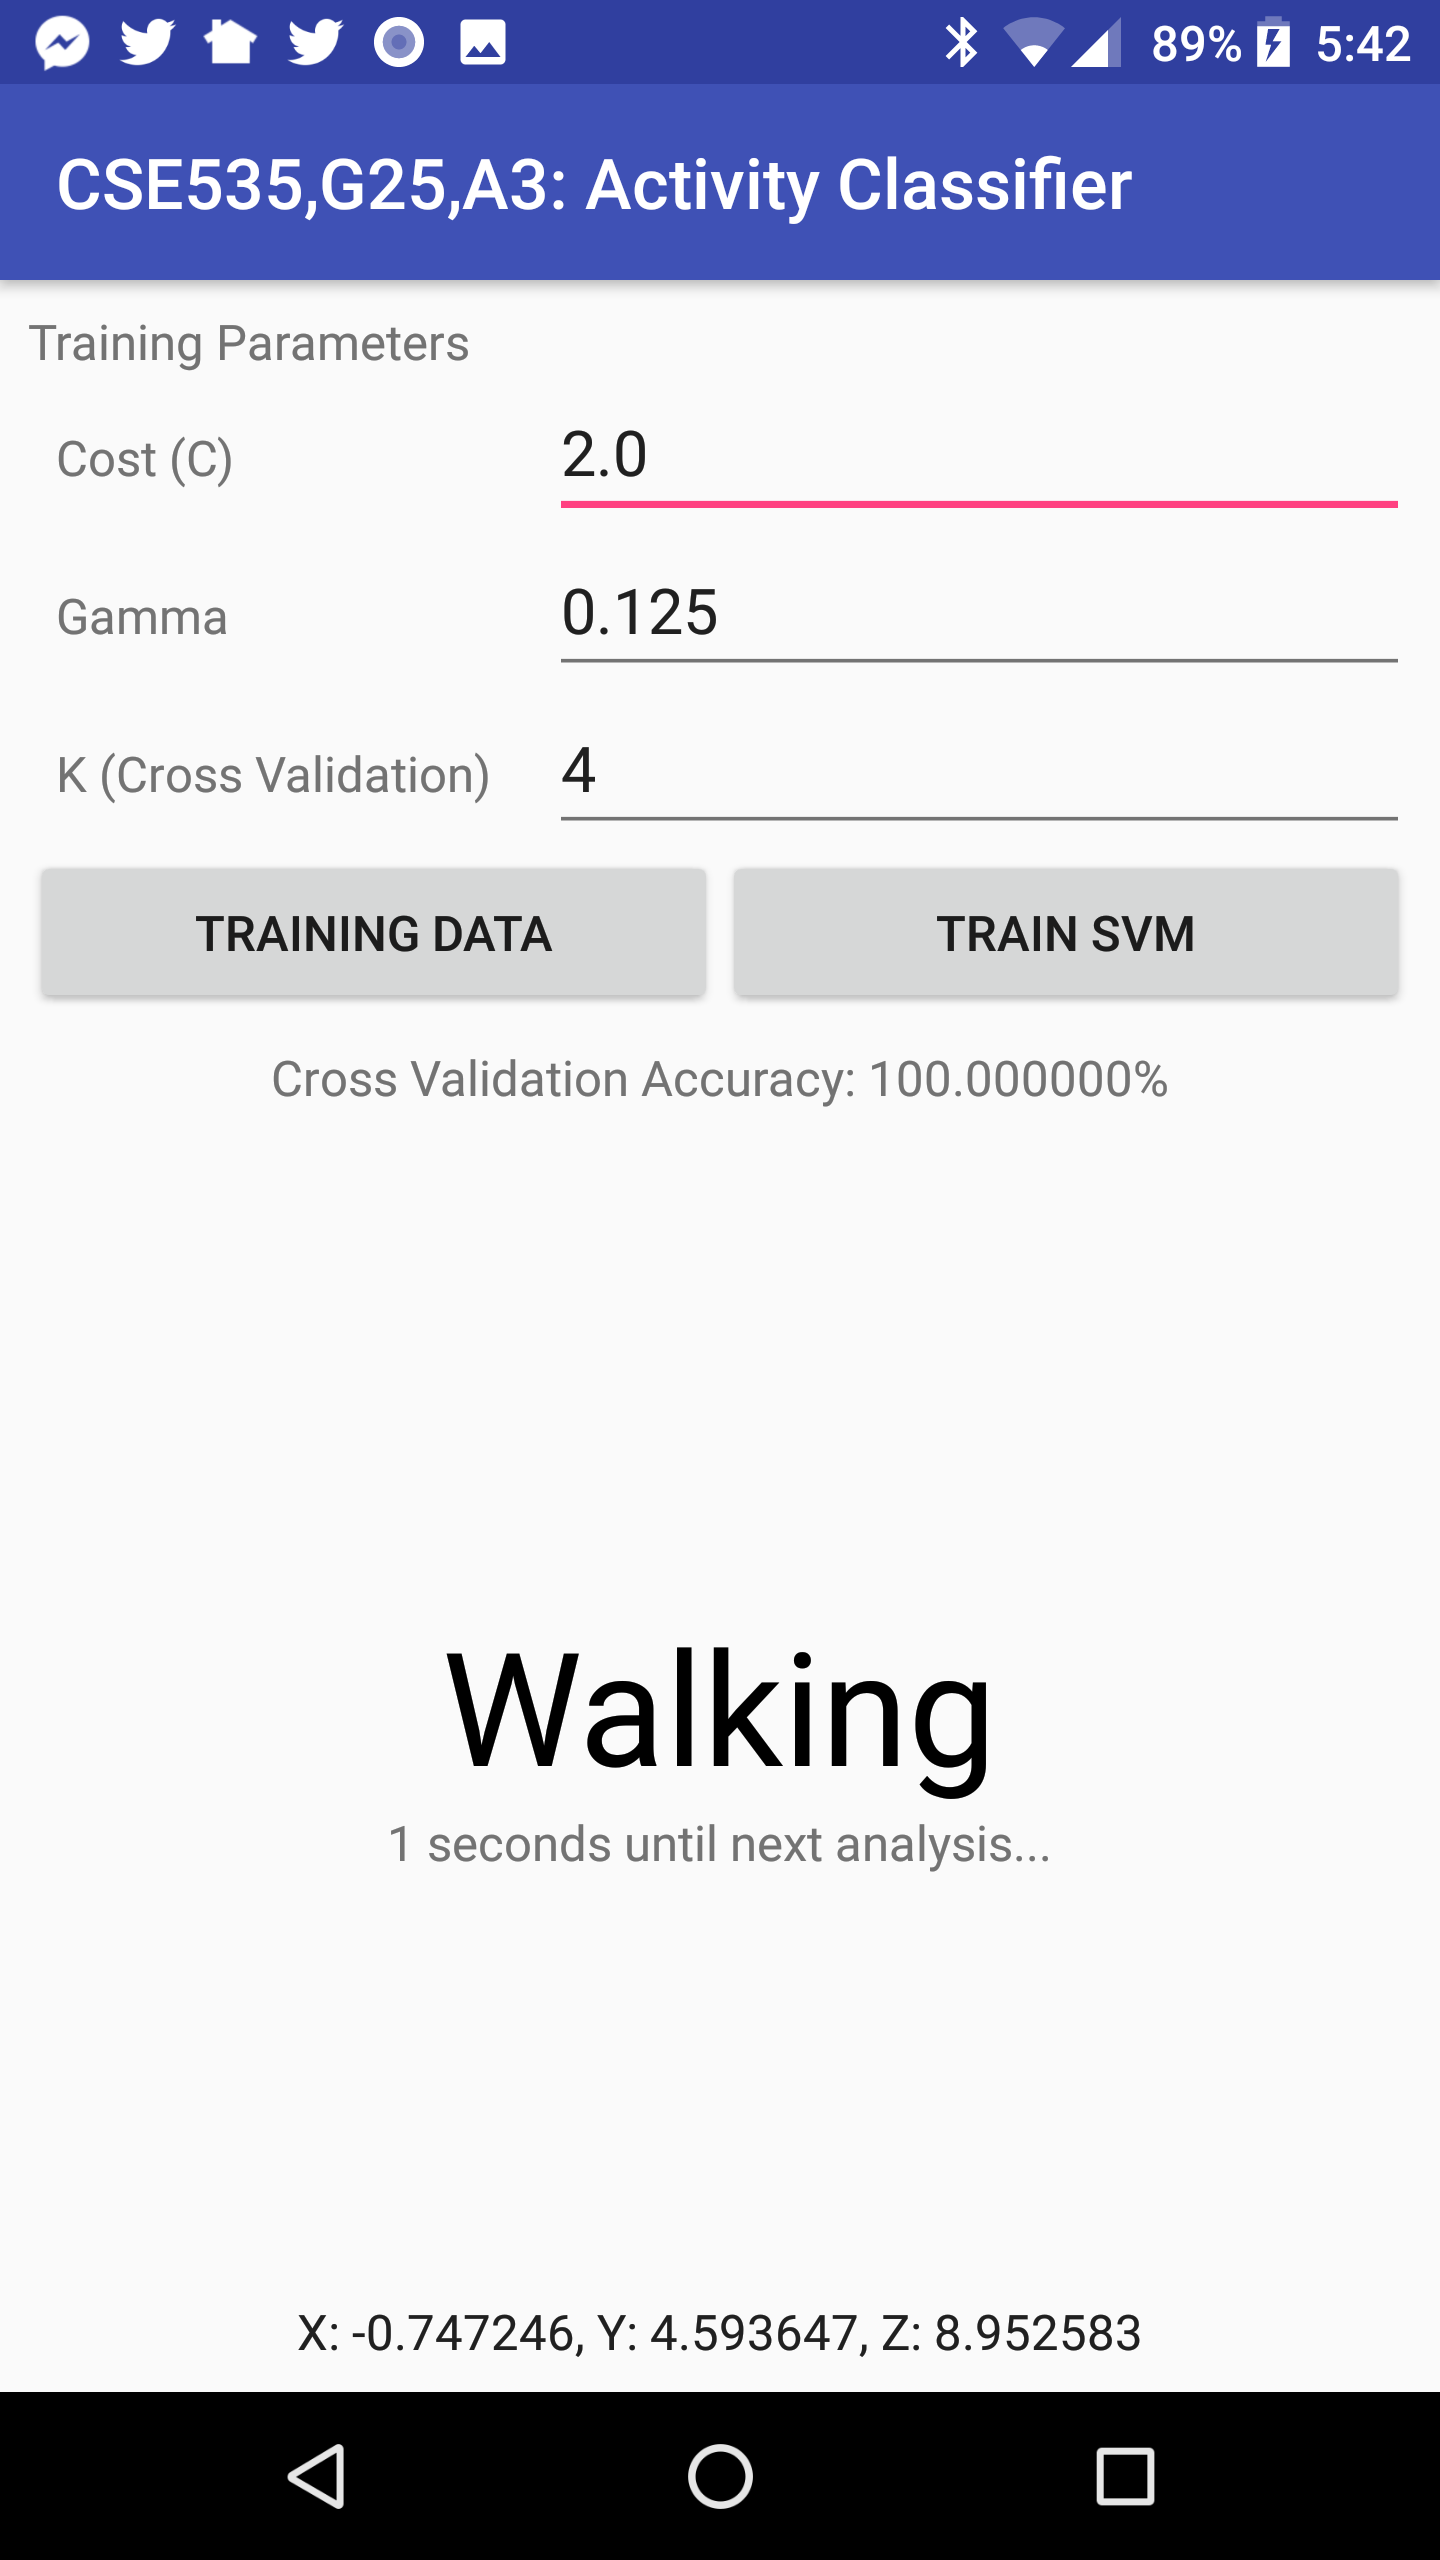 89% 5:42
CSE535,G25,A3: Activity Classifier
Training Parameters
Cost (C) 2.0
Gamma 0.125
K (Cross Validation) 4
TRAINING DATA TRAIN SVM
Cross Validation Accuracy: 100.000000%
Walking
1 seconds until next analysis...
X: -0.747246, Y: 4.593647, Z: 8.952583